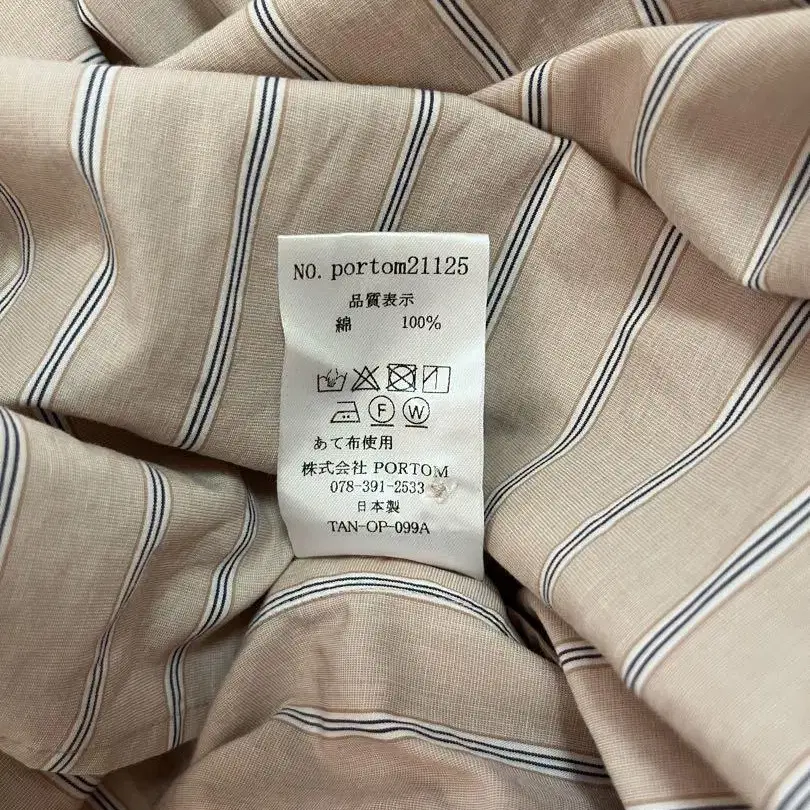 NO. portom21125
品質表示
綿 100%
F W
あて布使用
株式会社 PORTOM
078-391-2533
日本製
TAN-OP-099A